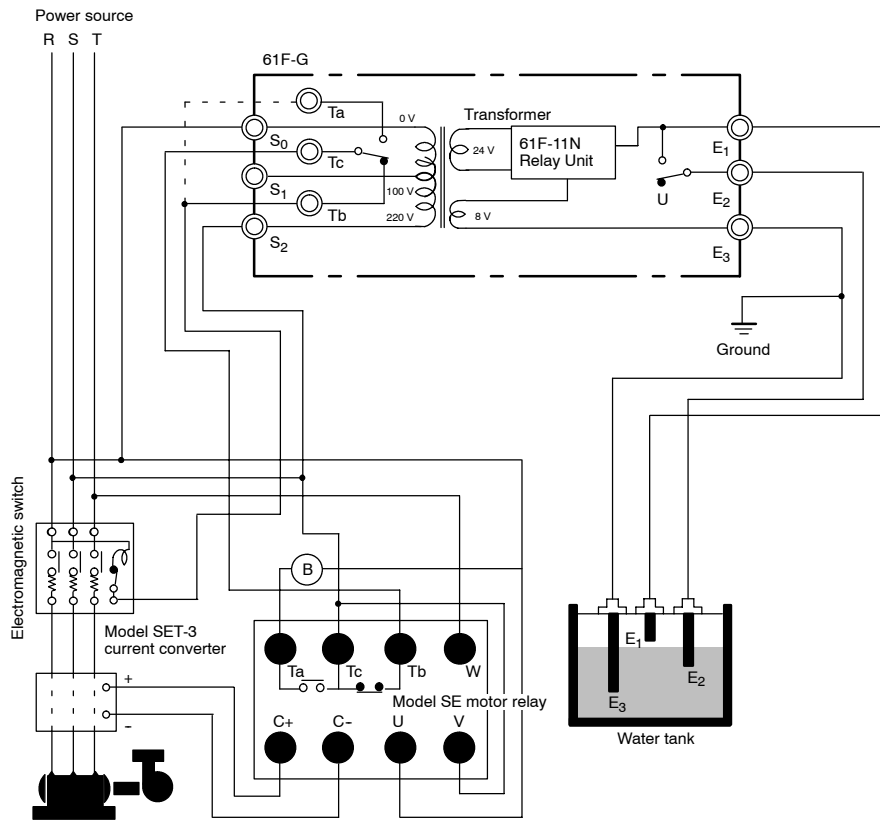 Power source
R S T
61F-G
Ta
Transformer
0 V
S0
E1
61F-11N
Relay Unit
Tc
24 V
S1
E2
100 V
U
Tb
220 V
8 V
S2
E3
Ground
Electromagnetic switch
B
Model SET-3
current converter
Ta Tc Tb W
E1
E2
E3
+
-
Model SE motor relay
C+ C- U V
Water tank